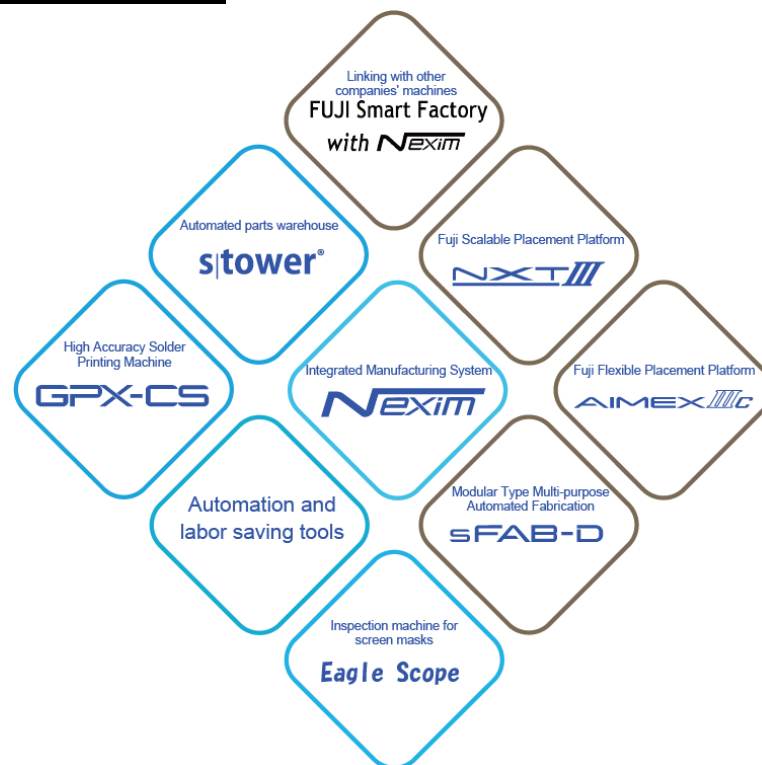 Linking with other
companies' machines
FUJI Smart Factory
with Nexim
Automated parts warehouse
s|tower®
Fuji Scalable Placement Platform
NXTIII
High Accuracy Solder
Printing Machine
GPX-CS
Integrated Manufacturing System
Nexim
Fuji Flexible Placement Platform
AIMEXIIIc
Automation and
labor saving tools
Modular Type Multi-purpose
Automated Fabrication
sFAB-D
Inspection machine for
screen masks
Eagle Scope